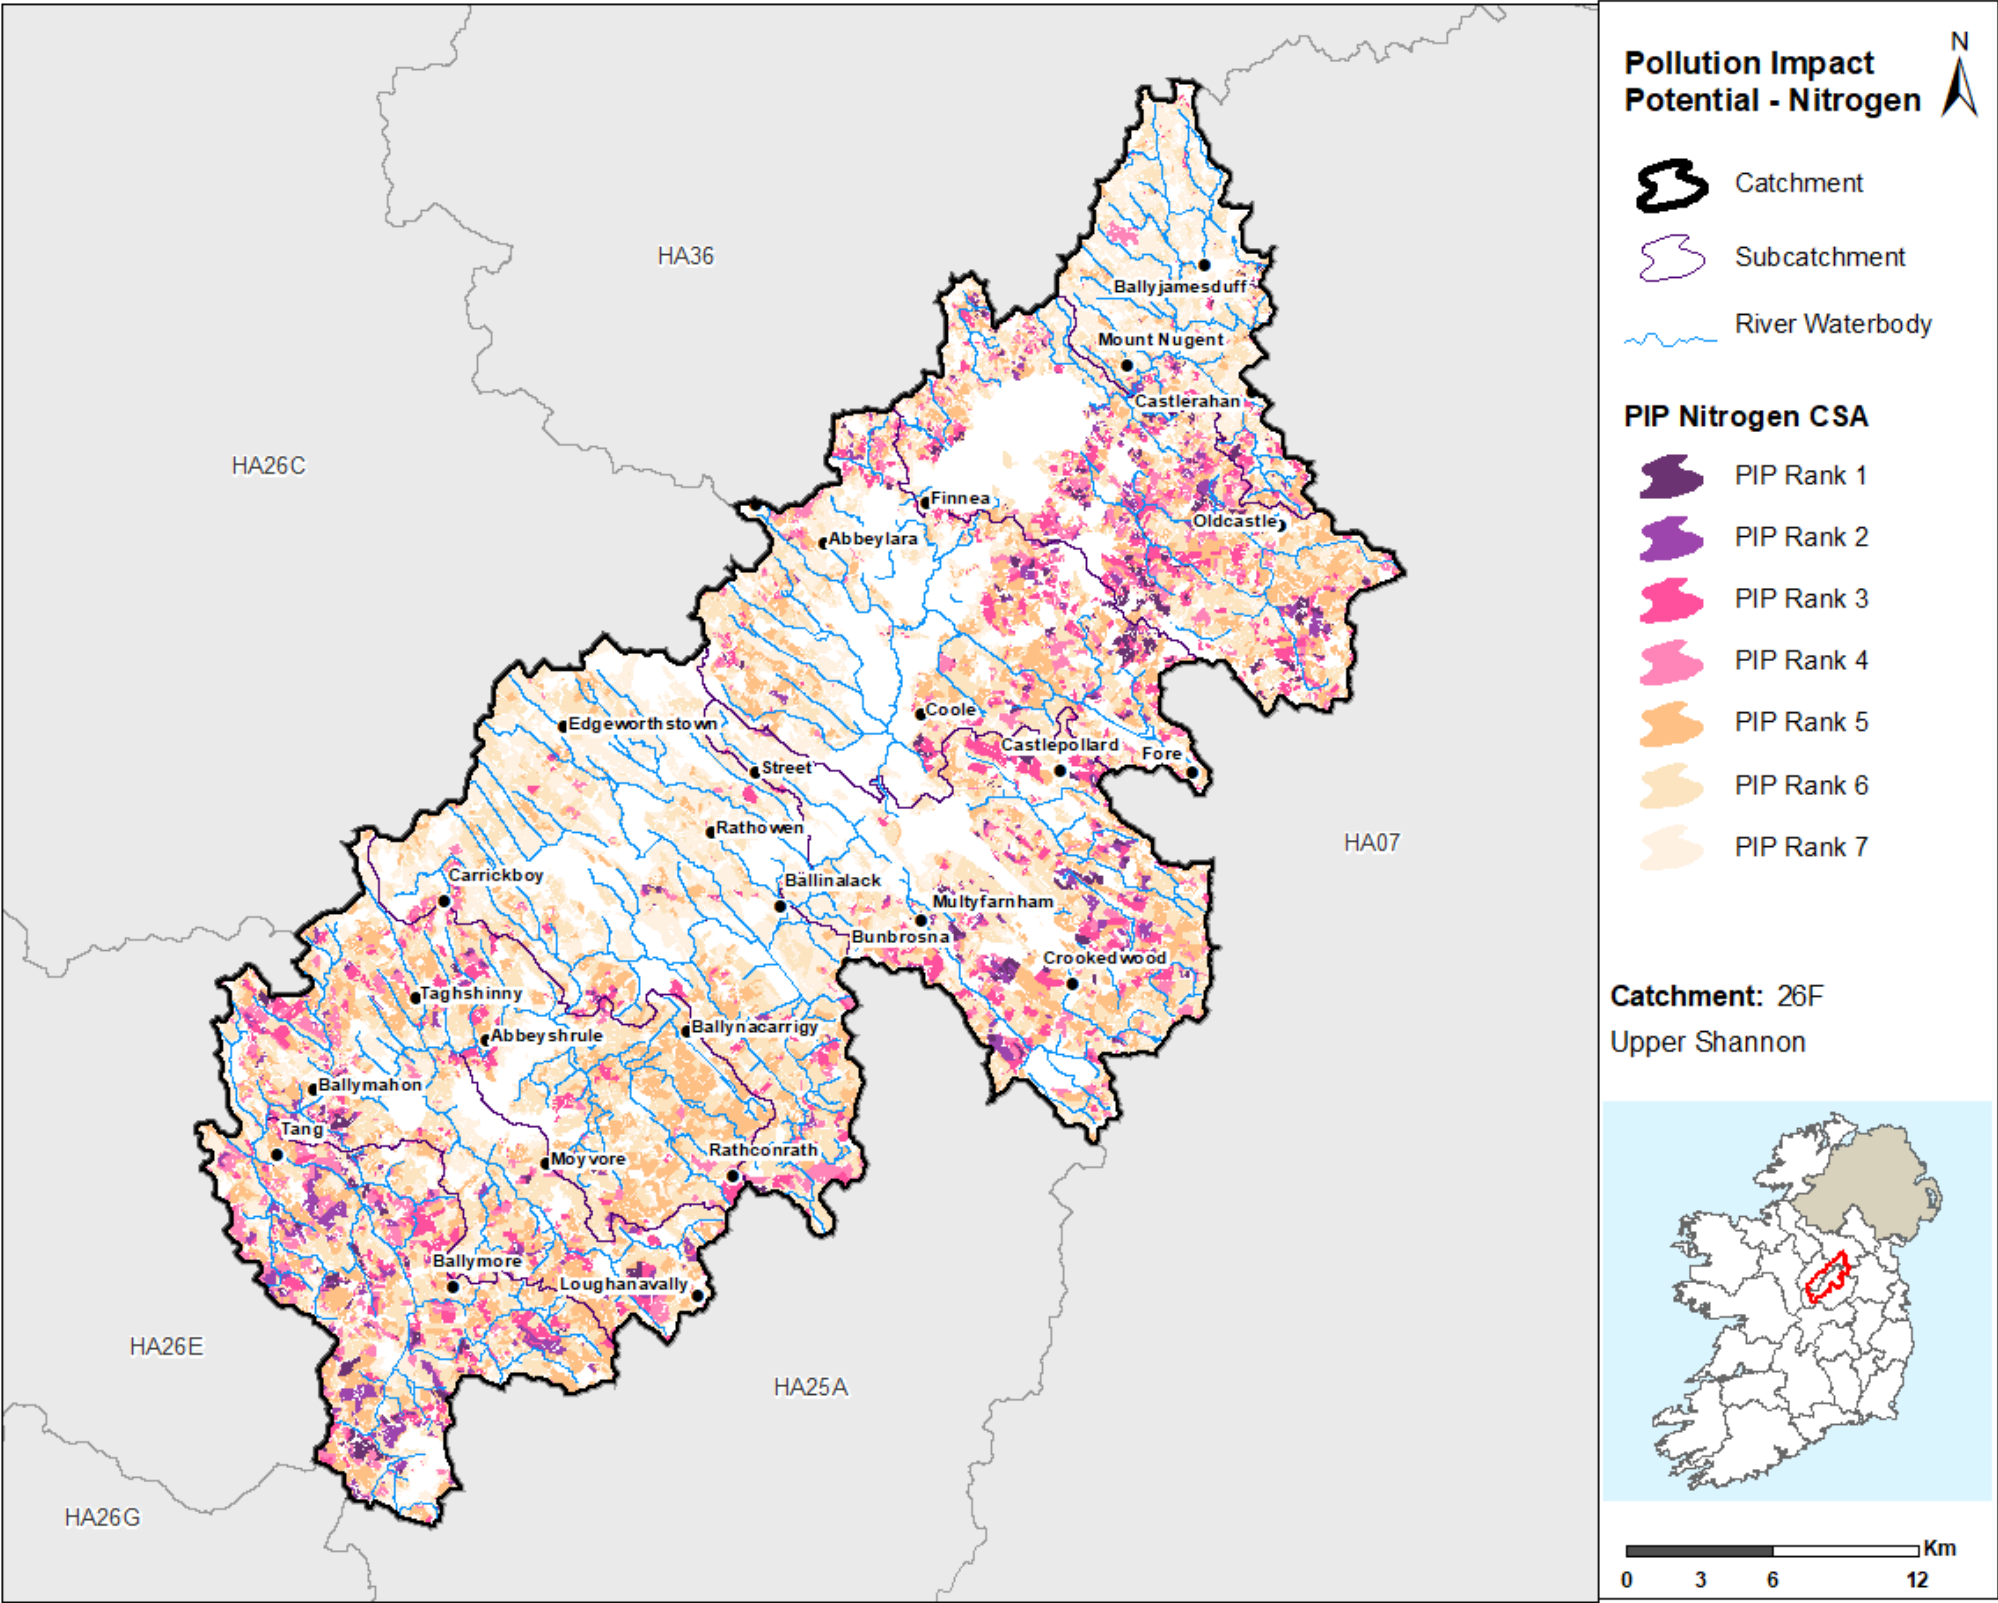 HA36
HA26C
HA07
HA26E
HA25A
HA26G
Ballyjamesduff
Mount Nugent
Castlerahan
Finnea
Oldcastle
Abbeylara
Coole
Edgeworthstown
Castlepollard
Fore
Street
Rathowen
Carrickboy
Ballinalack
Multyfarnham
Bunbrosna
Crookedwood
Taghshinny
Ballynacarrigy
Abbeyshrule
Ballymahon
Tang
Rathconrath
Moyvore
Ballymore
Loughanavally
N
Pollution Impact
Potential - Nitrogen
Catchment
Subcatchment
River Waterbody
PIP Nitrogen CSA
PIP Rank 1
PIP Rank 2
PIP Rank 3
PIP Rank 4
PIP Rank 5
PIP Rank 6
PIP Rank 7
Catchment: 26F
Upper Shannon
Km
0 3 6 12